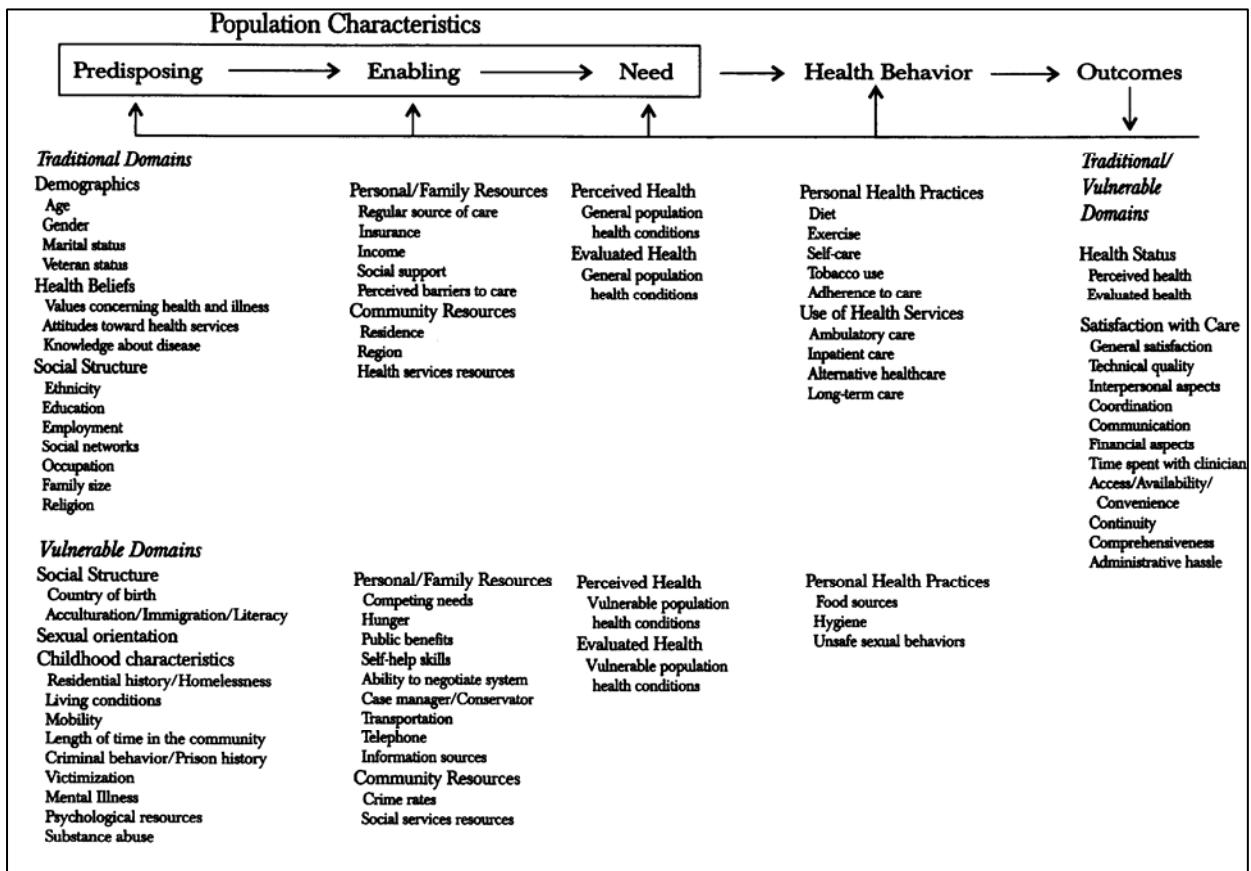 Population Characteristics
Predisposing
Enabling
Need
Health Behavior
Outcomes
Traditional Domains
Demographics
Age
Gender
Marital status
Veteran status
Health Beliefs
Values concerning health and illness
Attitudes toward health services
Knowledge about disease
Social Structure
Ethnicity
Education
Employment
Social networks
Occupation
Family size
Religion
Personal/Family Resources
Regular source of care
Insurance
Income
Social support
Perceived barriers to care
Community Resources
Residence
Region
Health services resources
Perceived Health
General population
health conditions
Evaluated Health
General population
health conditions
Personal Health Practices
Diet
Exercise
Self-care
Tobacco use
Adherence to care
Use of Health Services
Ambulatory care
Inpatient care
Alternative healthcare
Long-term care
Traditional/
Vulnerable
Domains
Health Status
Perceived health
Evaluated health
Satisfaction with Care
General satisfaction
Technical quality
Interpersonal aspects
Coordination
Communication
Financial aspects
Time spent with clinician
Access/Availability/
Convenience
Continuity
Comprehensiveness
Administrative hassle
Vulnerable Domains
Social Structure
Country of birth
Acculturation/Immigration/Literacy
Sexual orientation
Childhood characteristics
Residential history/Homelessness
Living conditions
Mobility
Length of time in the community
Criminal behavior/Prison history
Victimization
Mental Illness
Psychological resources
Substance abuse
Personal/Family Resources
Competing needs
Hunger
Public benefits
Self-help skills
Ability to negotiate system
Case manager/Conservator
Transportation
Telephone
Information sources
Community Resources
Crime rates
Social services resources
Perceived Health
Vulnerable population
health conditions
Evaluated Health
Vulnerable population
health conditions
Personal Health Practices
Food sources
Hygiene
Unsafe sexual behaviors